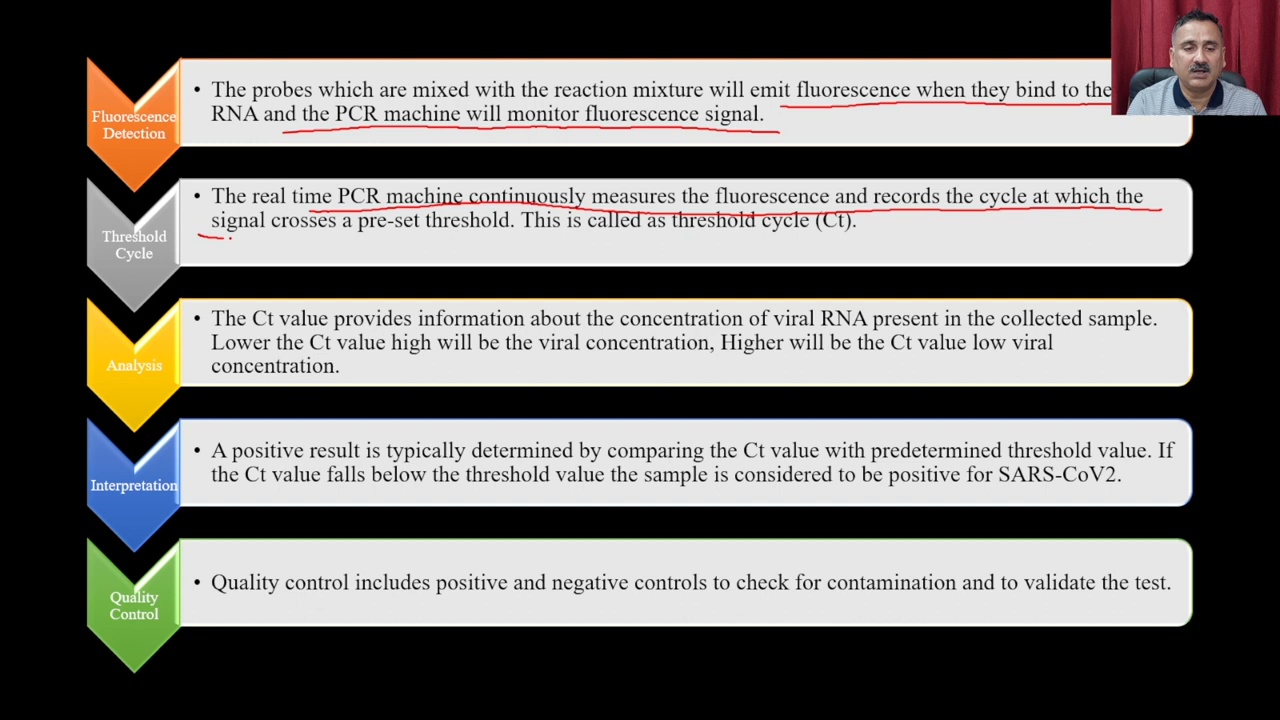 Fluorescence
Detection
• The probes which are mixed with the reaction mixture will emit fluorescence when they bind to the
RNA and the PCR machine will monitor fluorescence signal.
Threshold
Cycle
• The real time PCR machine continuously measures the fluorescence and records the cycle at which the
signal crosses a pre-set threshold. This is called as threshold cycle (Ct).
Analysis
• The Ct value provides information about the concentration of viral RNA present in the collected sample.
Lower the Ct value high will be the viral concentration, Higher will be the Ct value low viral
concentration.
Interpretation
• A positive result is typically determined by comparing the Ct value with predetermined threshold value. If
the Ct value falls below the threshold value the sample is considered to be positive for SARS-CoV2.
Quality
Control
• Quality control includes positive and negative controls to check for contamination and to validate the test.